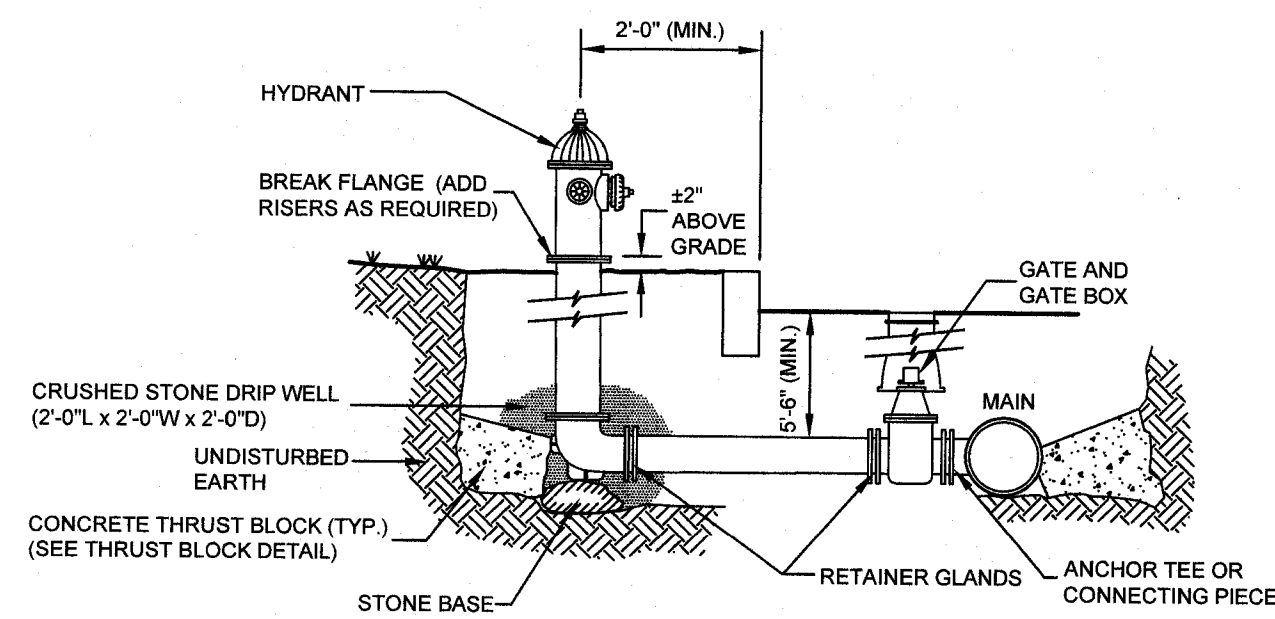 2'-0" (MIN.)
HYDRANT
BREAK FLANGE (ADD
RISERS AS REQUIRED)
±2"
ABOVE
GRADE
GATE AND
GATE BOX
5'-6" (MIN.)
CRUSHED STONE DRIP WELL
(2'-0"L x 2'-0"W x 2'-0"D)
MAIN
UNDISTURBED
EARTH
CONCRETE THRUST BLOCK (TYP.)
(SEE THRUST BLOCK DETAIL)
STONE BASE
RETAINER GLANDS
ANCHOR TEE OR
CONNECTING PIECE